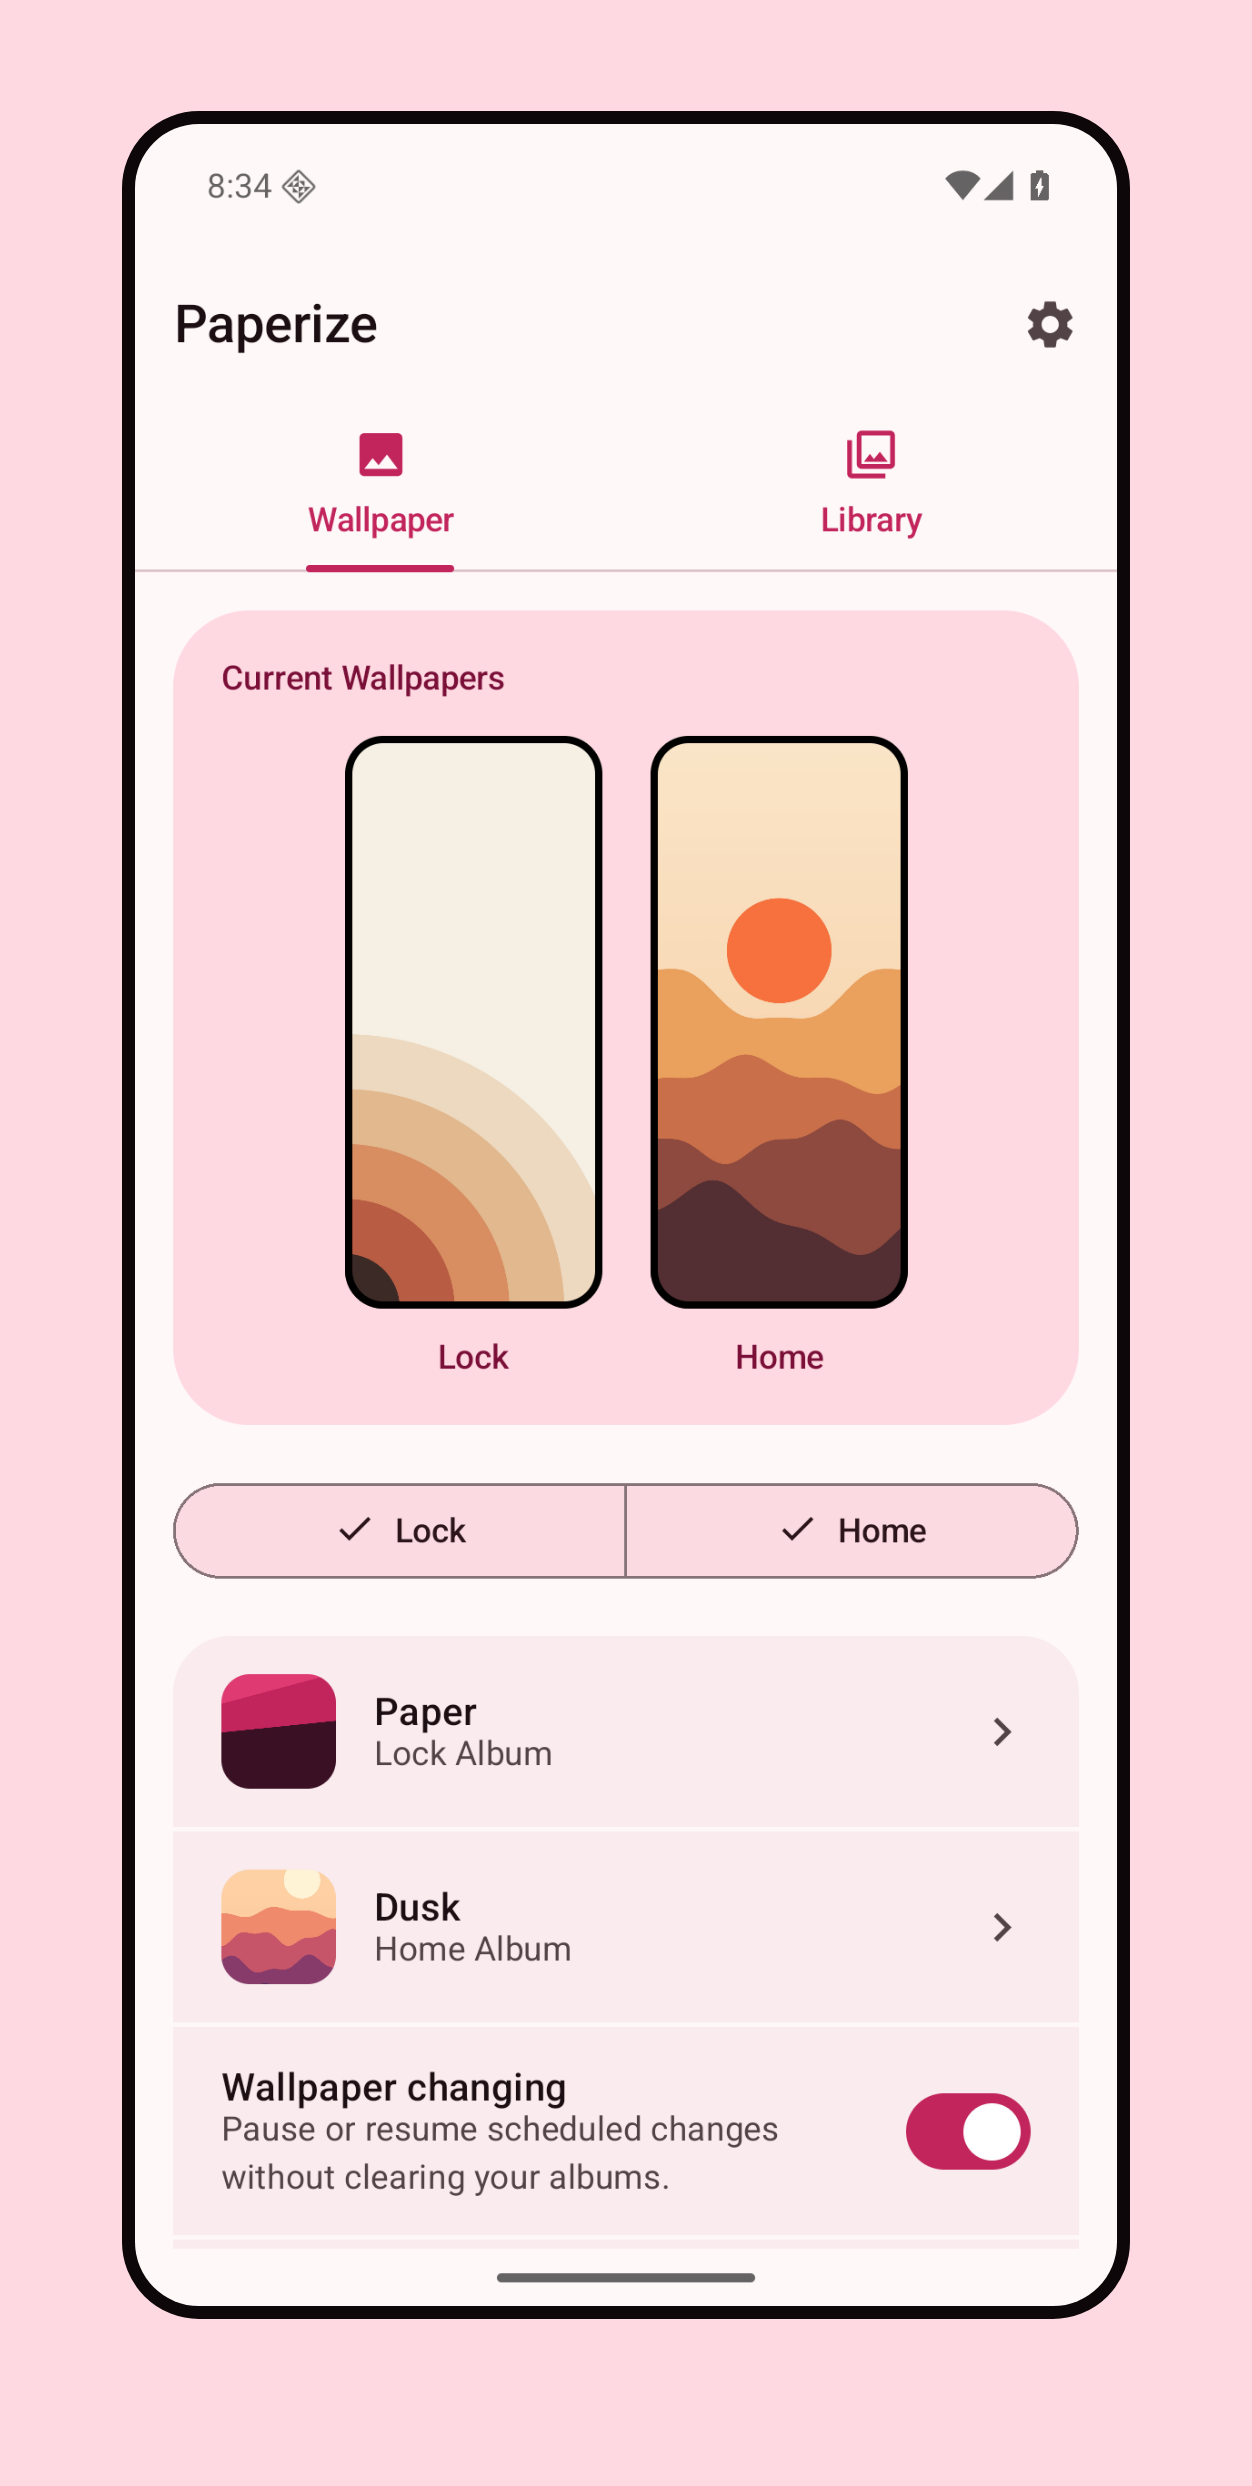 8:34
Paperize
Wallpaper
Library
Current Wallpapers
Lock
Home
Lock
Home
Paper
Lock Album
Dusk
Home Album
Wallpaper changing
Pause or resume scheduled changes
without clearing your albums.